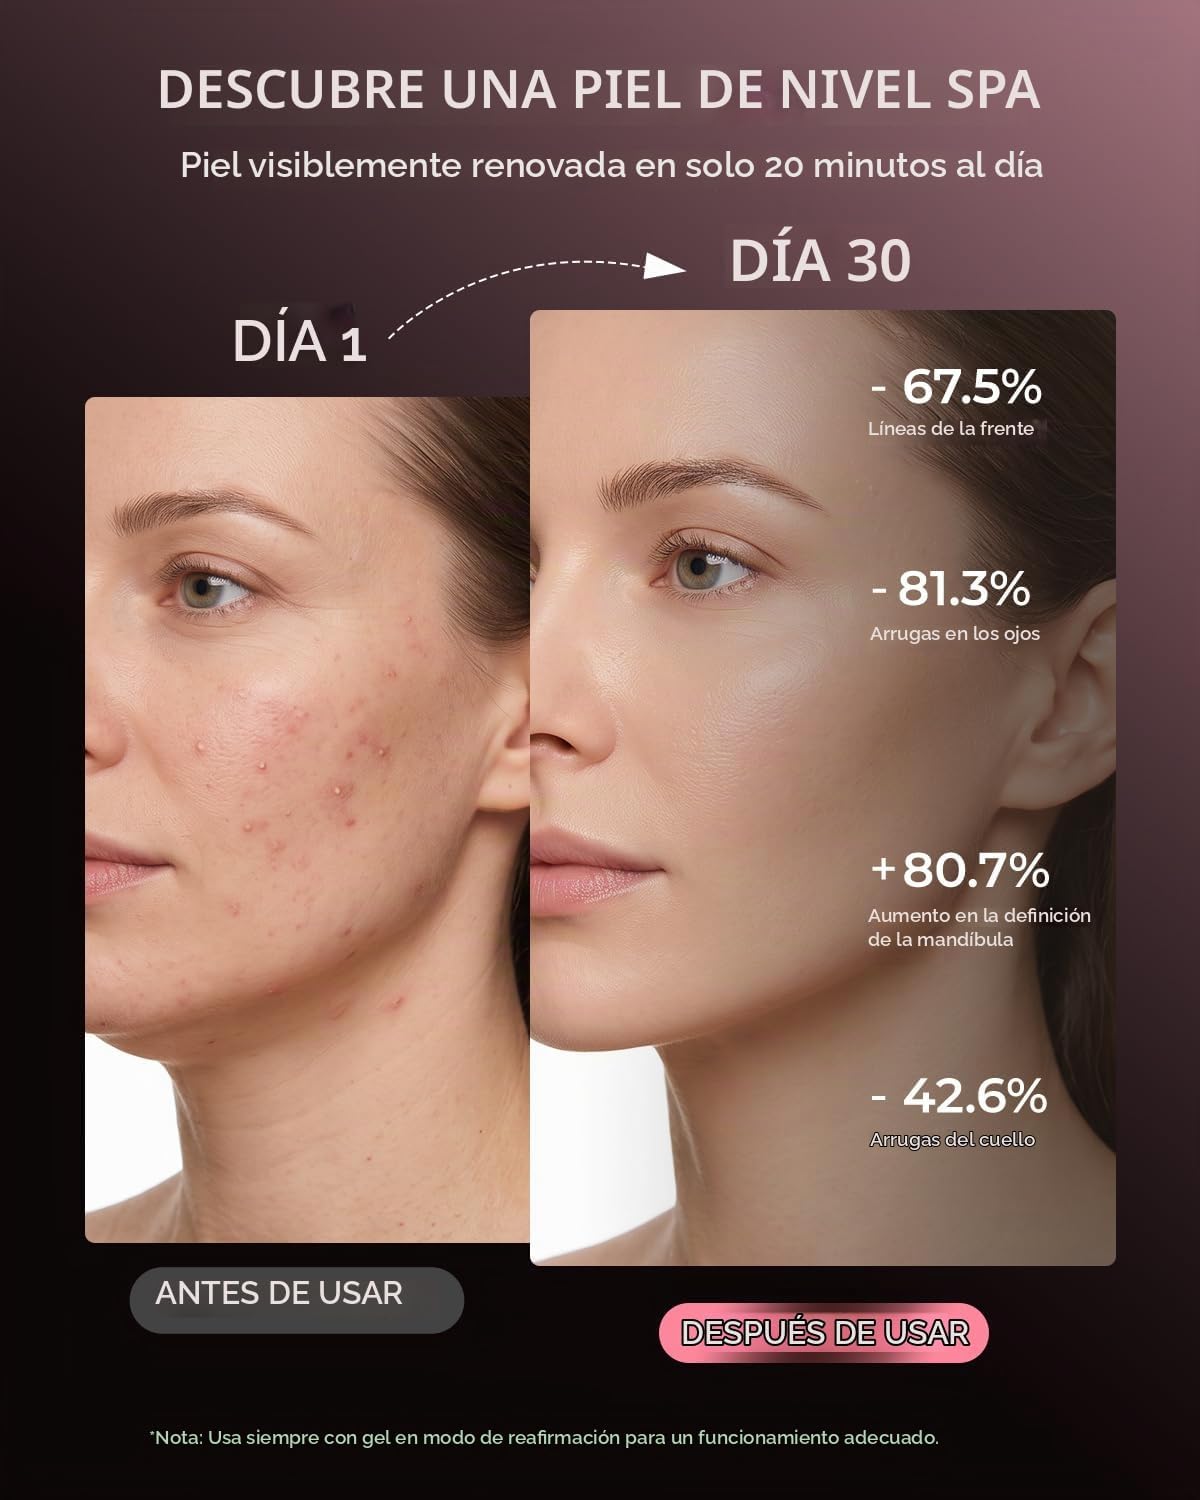 DESCUBRE UNA PIEL DE NIVEL SPA
Piel visiblemente renovada en solo 20 minutos al día
DÍA 1
DÍA 30
- 67.5%
Líneas de la frente
- 81.3%
Arrugas en los ojos
+80.7%
Aumento en la definición
de la mandíbula
- 42.6%
Arrugas del cuello
ANTES DE USAR
DESPUÉS DE USAR
*Nota: Usa siempre con gel en modo de reafirmación para un funcionamiento adecuado.